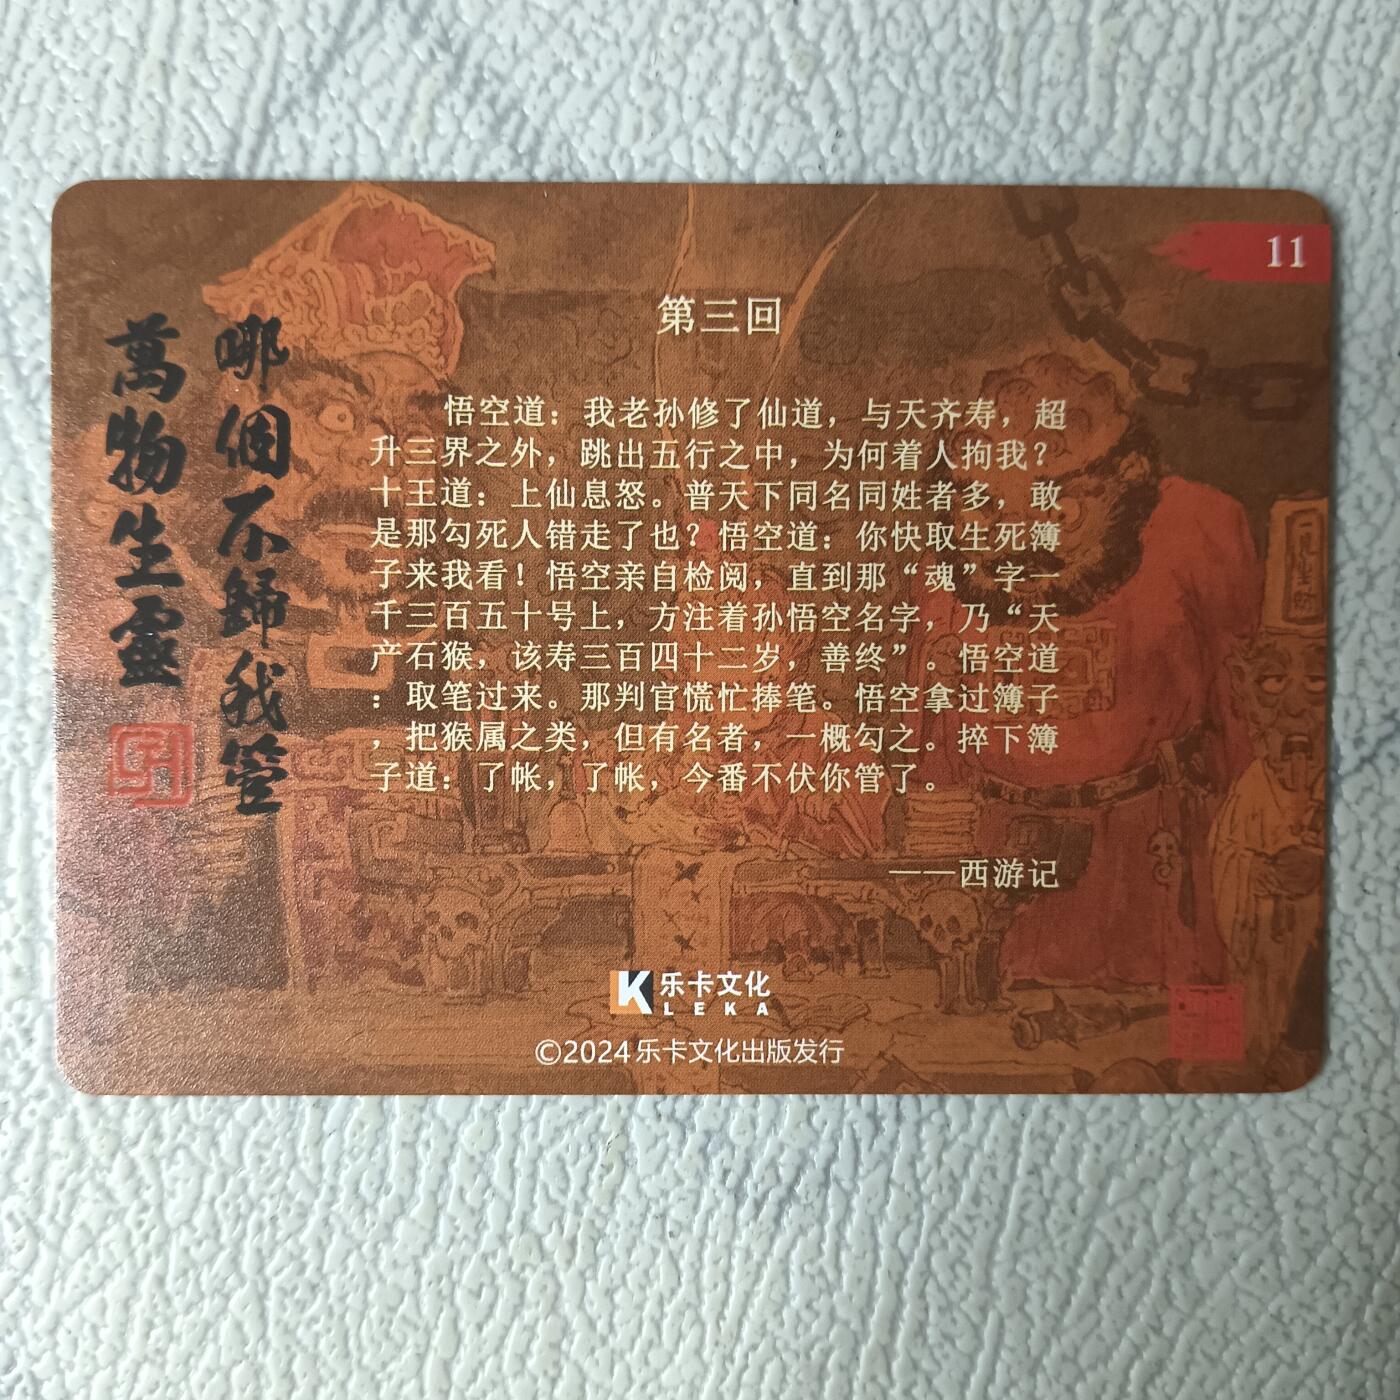 11
第三回
悟空道：我老孙修了仙道，与天齐寿，超
升三界之外，跳出五行之中，为何着人拘我？
十王道：上仙息怒。普天下同名同姓者多，敢
是那勾死人错走了也？悟空道：你快取生死簿
子来我看！悟空亲自检阅，直到那“魂”字一
千三百五十号上，方注着孙悟空名字，乃“天
产石猴，该寿三百四十二岁，善终”。悟空道
：取笔过来。那判官慌忙捧笔。悟空拿过簿子
，把猴属之类，但有名者，一概勾之。捽下簿
子道：了帐，了帐，今番不伏你管了。
——西游记
哪個不歸我管
萬物生靈
K 乐卡文化
LEKA
©2024乐卡文化出版发行